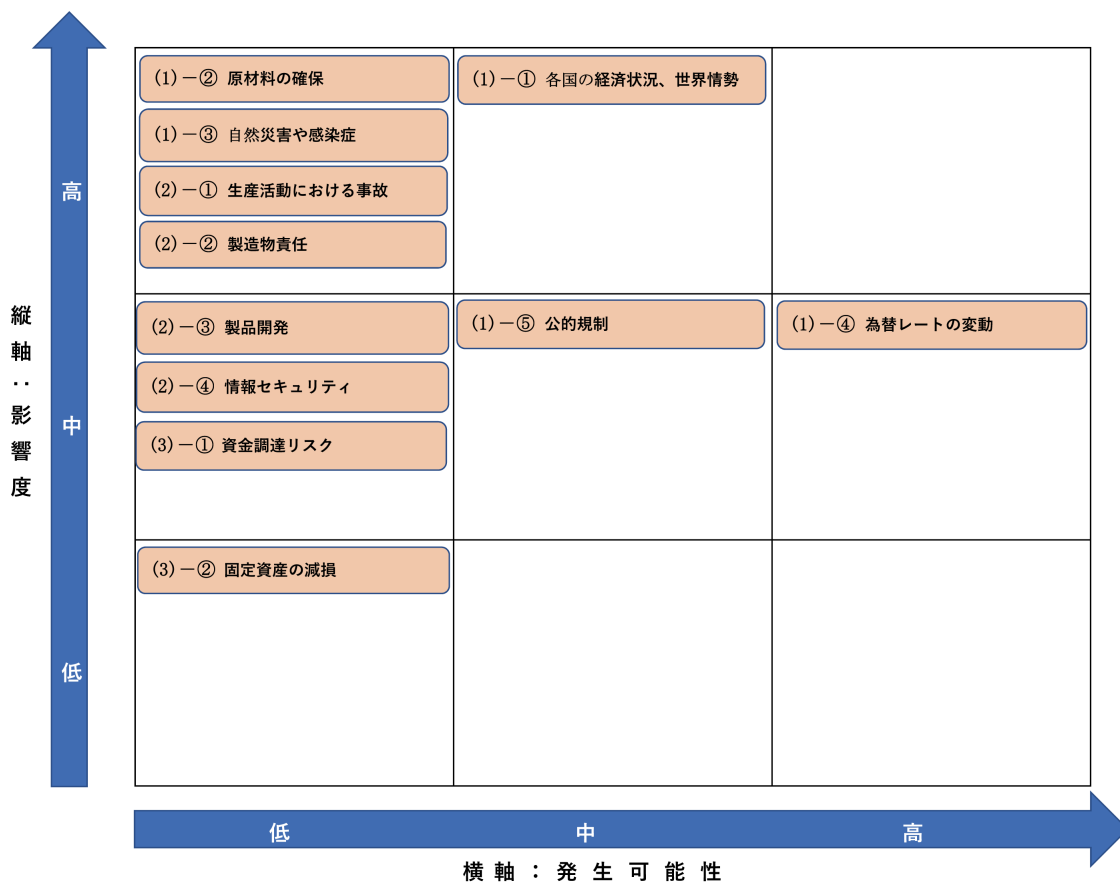 (1)－② 原材料の確保
(1)－① 各国の経済状況、世界情勢
(1)－③ 自然災害や感染症
(2)－① 生産活動における事故
(2)－② 製造物責任
高
(2)－③ 製品開発
(1)－⑤ 公的規制
(1)－④ 為替レートの変動
(2)－④ 情報セキュリティ
(3)－① 資金調達リスク
中
縦軸：影響度
(3)－② 固定資産の減損
低
低 中 高
横軸：発生可能性